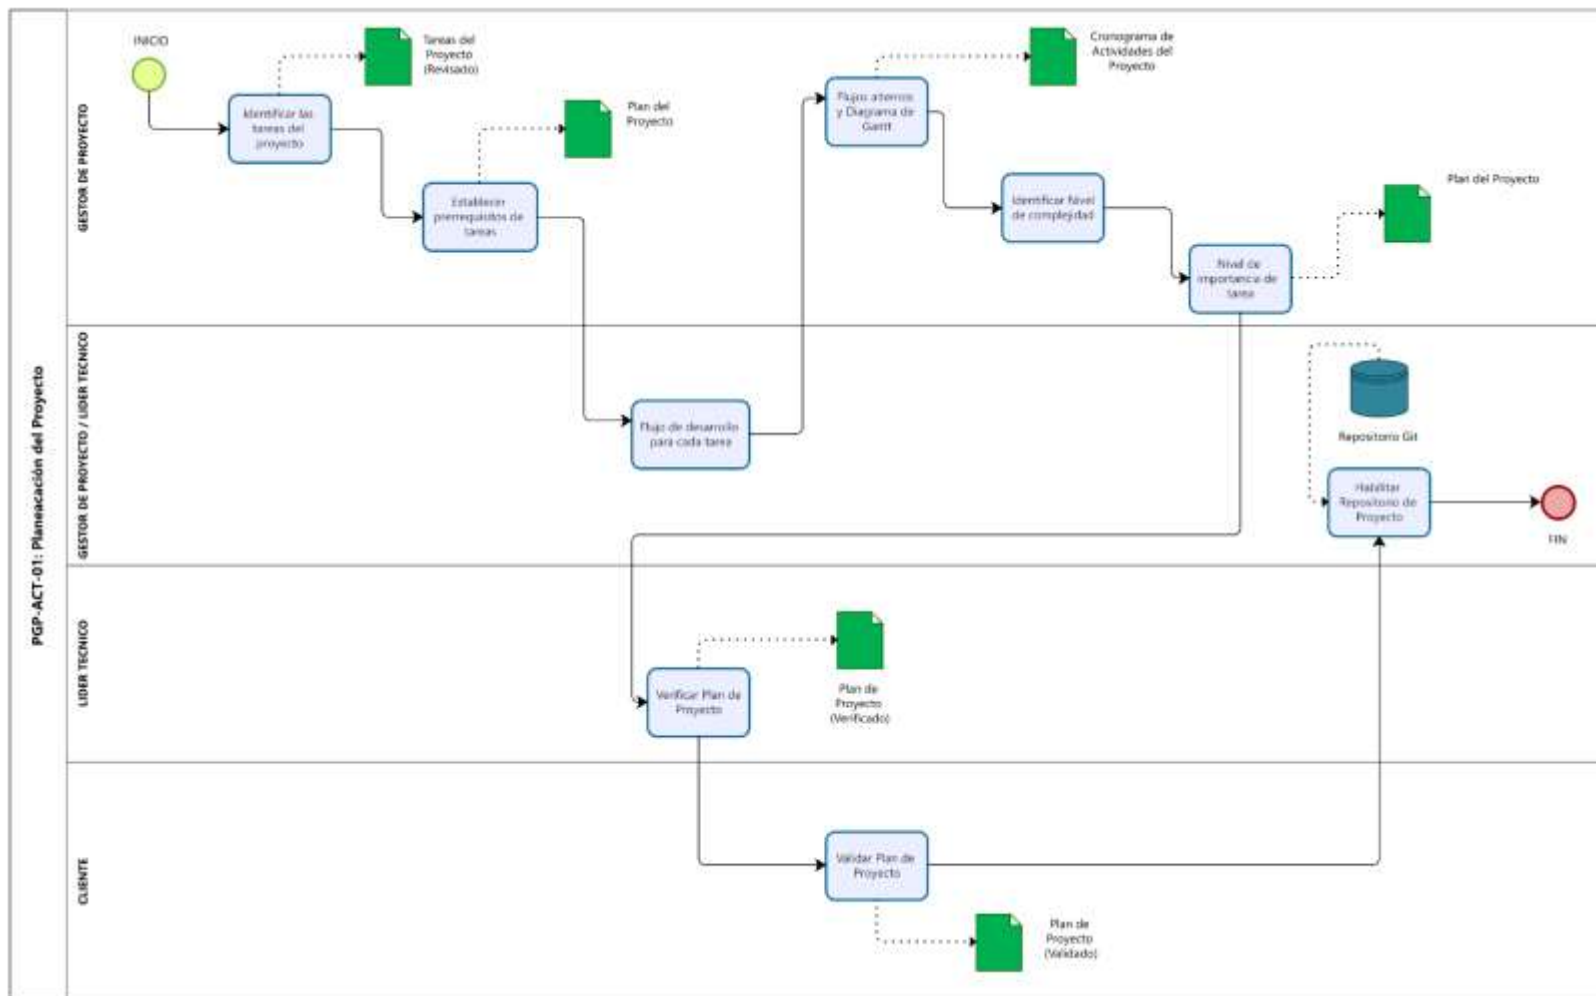 PGP-ACT-01: Planeacación del Proyecto
GESTOR DE PROYECTO
INICIO
Identificar las
tareas del
proyecto
Tareas del
Proyecto
(Revisado)
Establecer
prerrequisitos de
tareas
Plan del
Proyecto
Flujos alternos
y Diagrama de
Gantt
Cronograma de
Actividades del
Proyecto
Identificar Nivel
de complejidad
Nivel de
importancia de
tarea
Plan del Proyecto
GESTOR DE PROYECTO / LIDER TECNICO
Flujo de desarrollo
para cada tarea
Repositorio Git
Habilitar
Repositorio de
Proyecto
FIN
LIDER TECNICO
Verificar Plan de
Proyecto
Plan de
Proyecto
(Verificado)
CLIENTE
Validar Plan de
Proyecto
Plan de
Proyecto
(Validado)